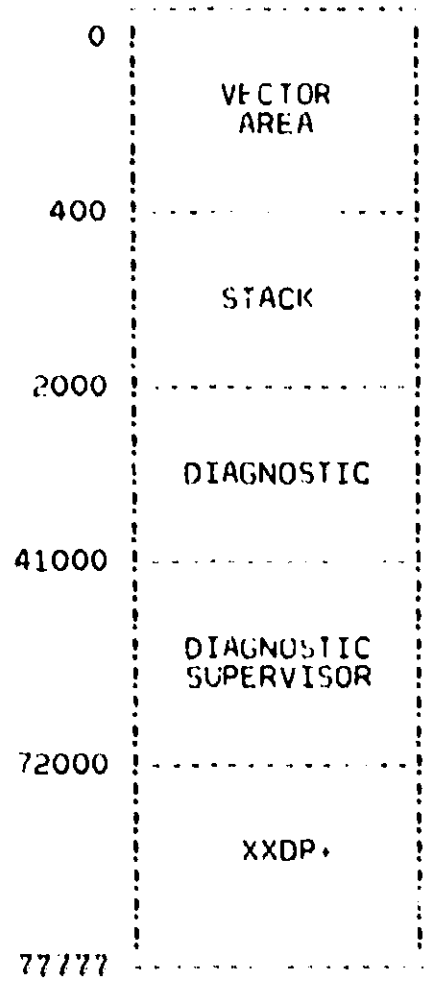 0
VECTOR
AREA
400
STACK
2000
DIAGNOSTIC
41000
DIAGNOSTIC
SUPERVISOR
72000
XXDP+
77777